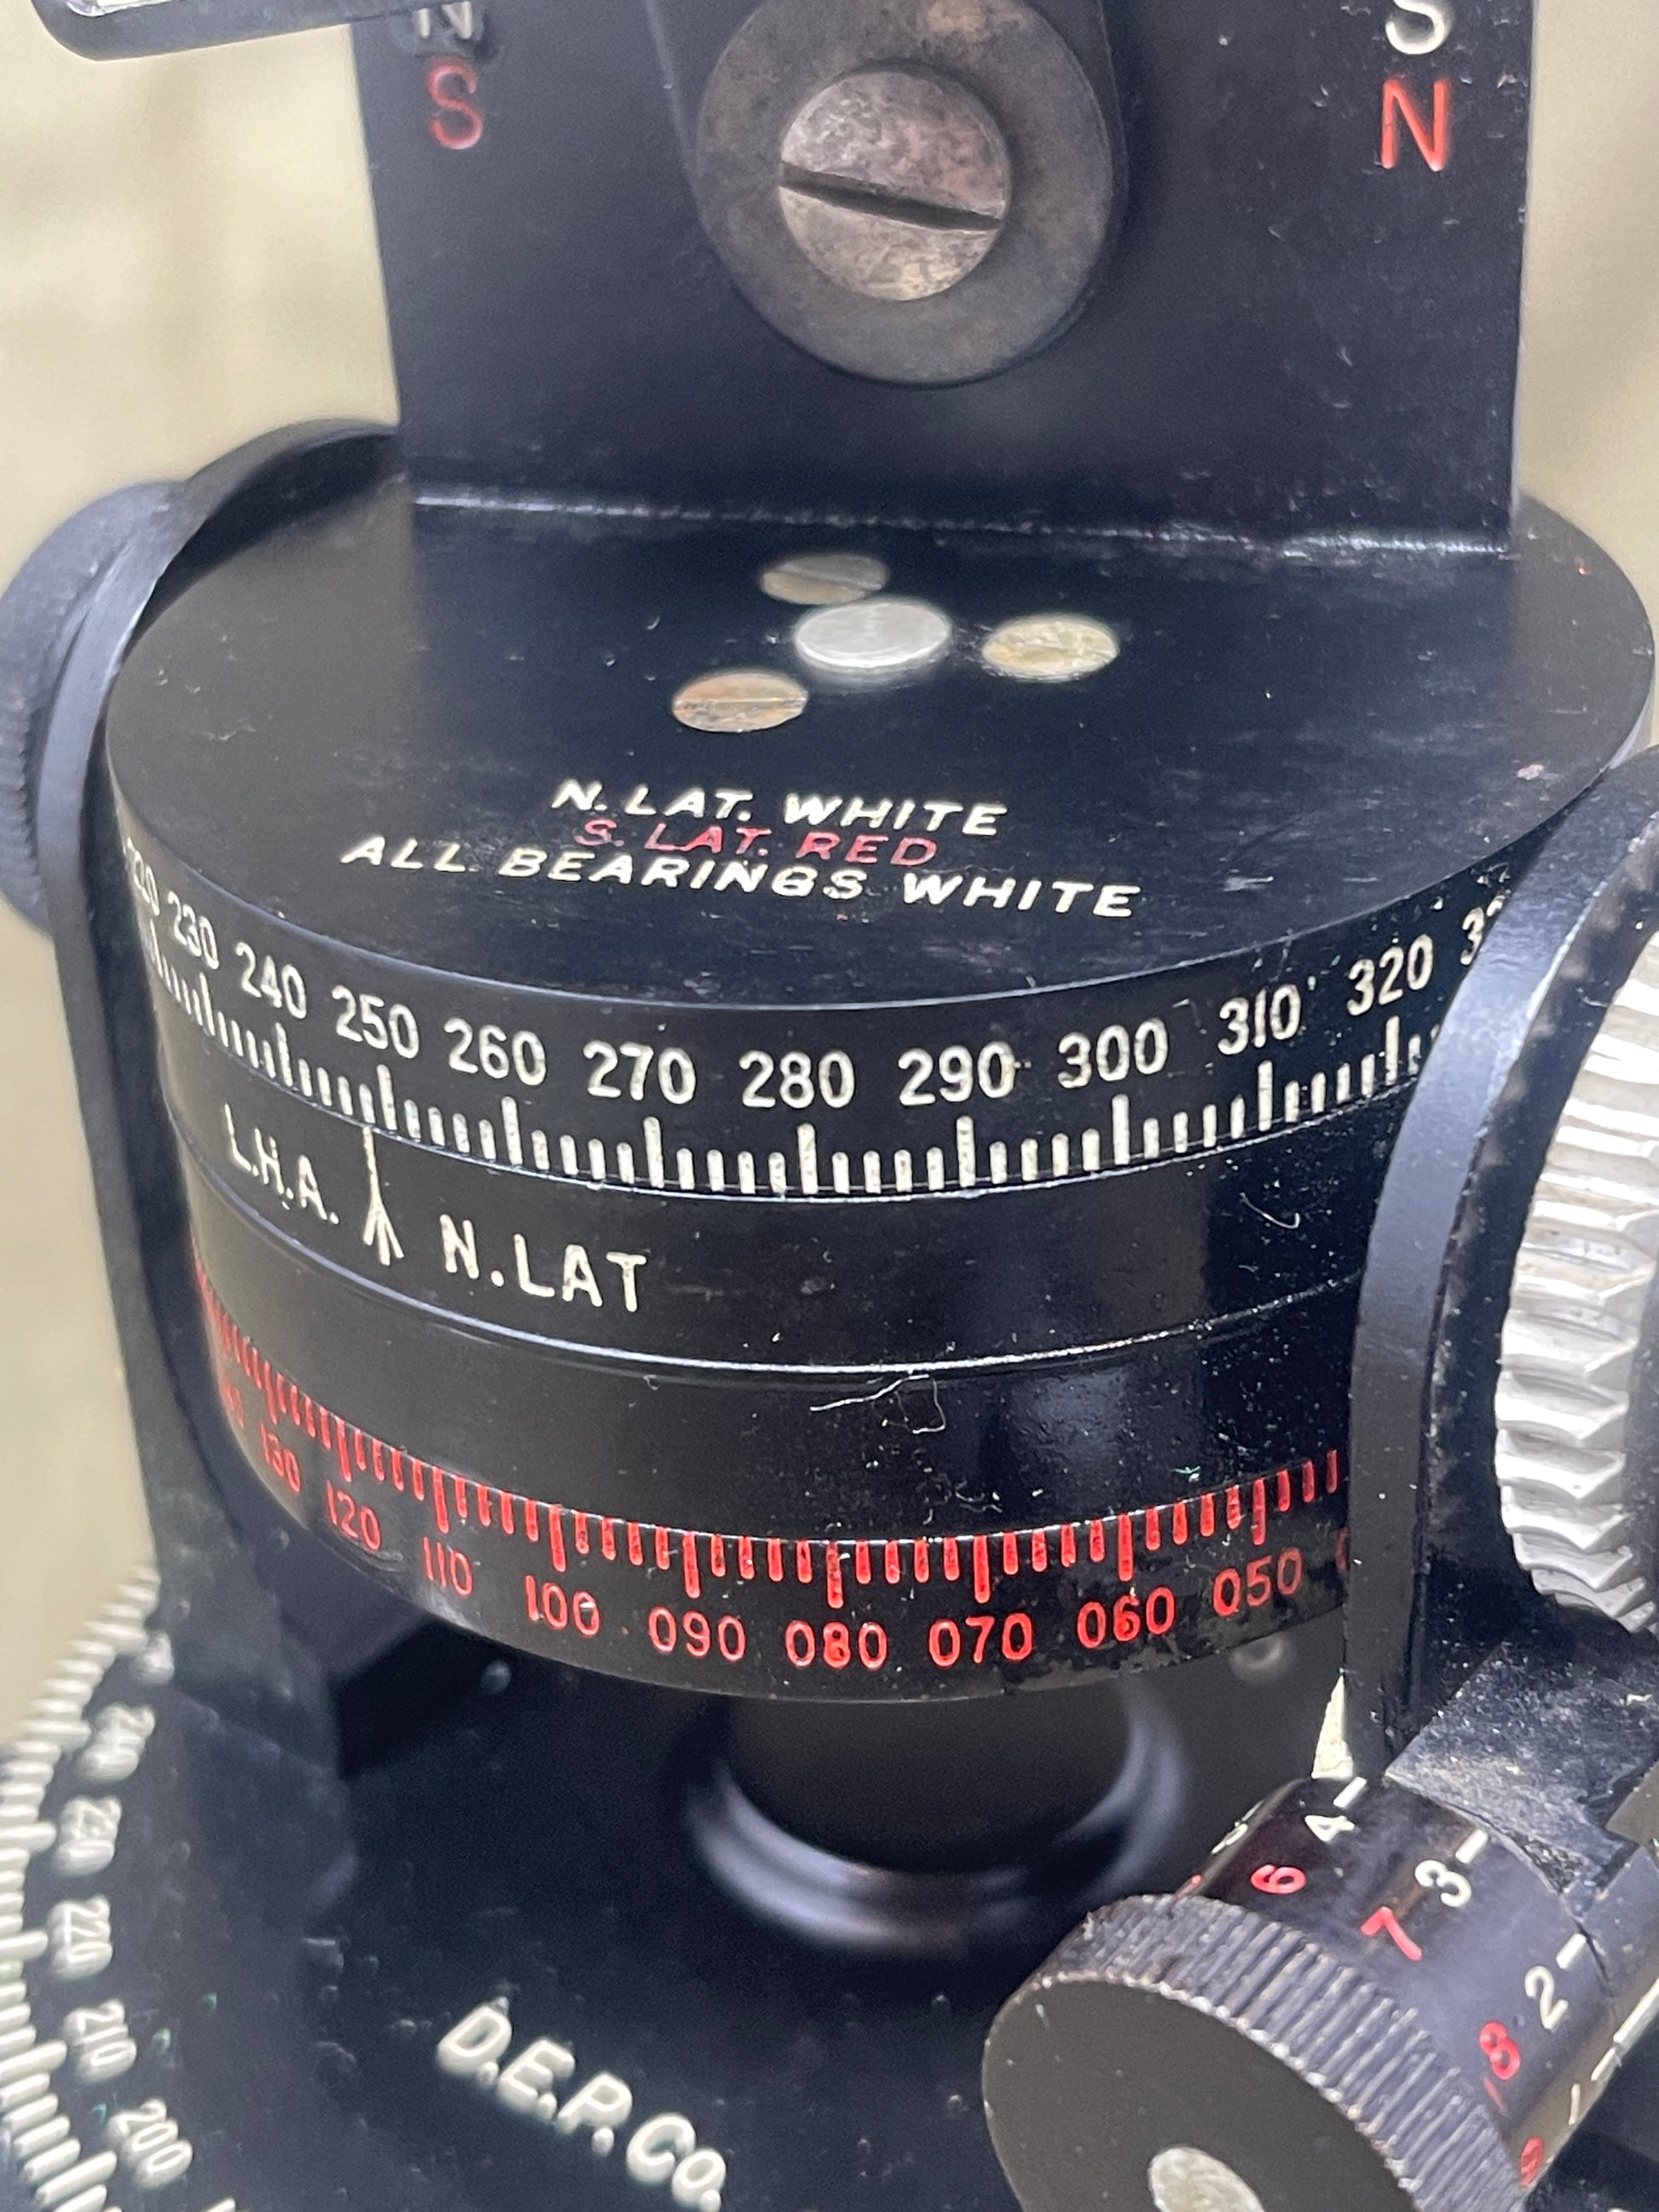 N S
S N
N. LAT. WHITE
S. LAT. RED
ALL BEARINGS WHITE
220 230 240 250 260 270 280 290 300 310 320
L.H.A. N.LAT
130 120 110 100 090 080 070 060 050
240
230
220
210
200
4 3 2
6 7 8 9
D.E.P. Co.